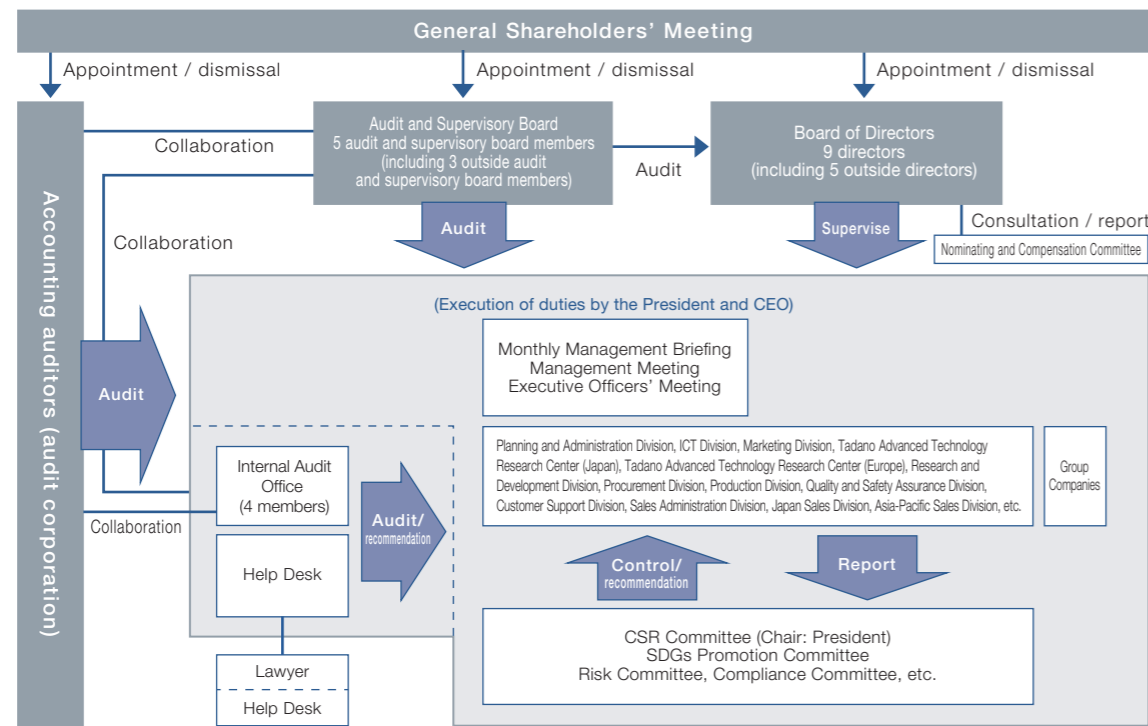 General Shareholders' Meeting
Appointment / dismissal
Appointment / dismissal
Appointment / dismissal
Accounting auditors (audit corporation)
Collaboration
Audit and Supervisory Board
5 audit and supervisory board members
(including 3 outside audit
and supervisory board members)
Audit
Board of Directors
9 directors
(including 5 outside directors)
Collaboration
Audit
Supervise
Consultation / report
Nominating and Compensation Committee
(Execution of duties by the President and CEO)
Monthly Management Briefing
Management Meeting
Executive Officers' Meeting
Audit
Internal Audit
Office
(4 members)
Collaboration
Audit/
recommendation
Help Desk
Planning and Administration Division, ICT Division, Marketing Division, Tadano Advanced Technology
Research Center (Japan), Tadano Advanced Technology Research Center (Europe), Research and
Development Division, Procurement Division, Production Division, Quality and Safety Assurance Division,
Customer Support Division, Sales Administration Division, Japan Sales Division, Asia-Pacific Sales Division, etc.
Group
Companies
Control/
recommendation
Report
CSR Committee (Chair: President)
SDGs Promotion Committee
Risk Committee, Compliance Committee, etc.
Lawyer
Help Desk